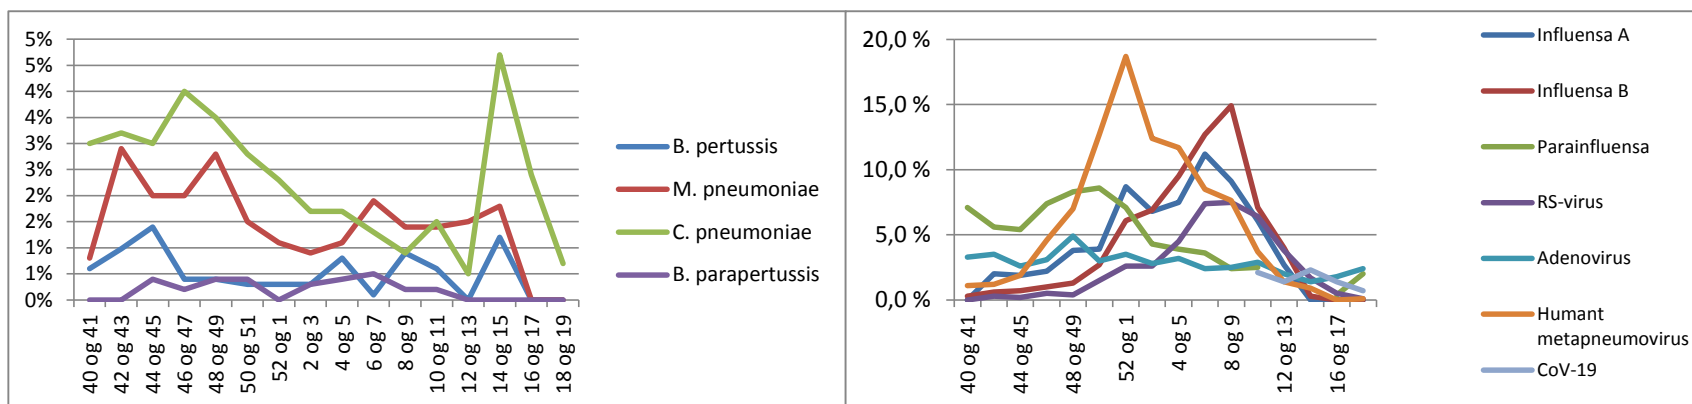 5%
5%
4%
4%
3%
3%
2%
2%
1%
1%
0%
40 og 41
42 og 43
44 og 45
46 og 47
48 og 49
50 og 51
52 og 1
2 og 3
4 og 5
6 og 7
8 og 9
10 og 11
12 og 13
14 og 15
16 og 17
18 og 19
B. pertussis
M. pneumoniae
C. pneumoniae
B. parapertussis
20,0 %
15,0 %
10,0 %
5,0 %
0,0 %
40 og 41
44 og 45
48 og 49
52 og 1
4 og 5
8 og 9
12 og 13
16 og 17
Influensa A
Influensa B
Parainfluensa
RS-virus
Adenovirus
Humant
metapneumovirus
CoV-19